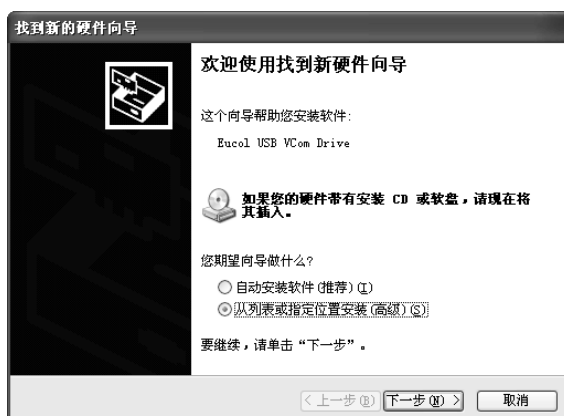 找到新的硬件向导
欢迎使用找到新硬件向导
这个向导帮助您安装软件:
Eucol USB VCom Drive
如果您的硬件带有安装 CD 或软盘,请现在将
其插入。
您期望向导做什么?
自动安装软件(推荐)(I)
从列表或指定位置安装(高级)(S)
要继续,请单击“下一步”。
< 上一步(B) 下一步(N) > 取消